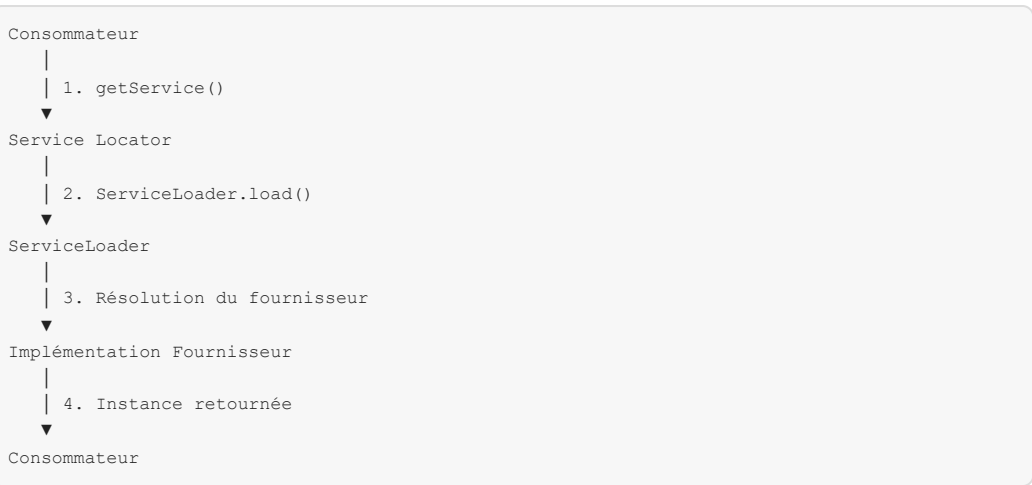 Consommateur
│
│ 1. getService()
▼
Service Locator
│
│ 2. ServiceLoader.load()
▼
ServiceLoader
│
│ 3. Résolution du fournisseur
▼
Implémentation Fournisseur
│
│ 4. Instance retournée
▼
Consommateur